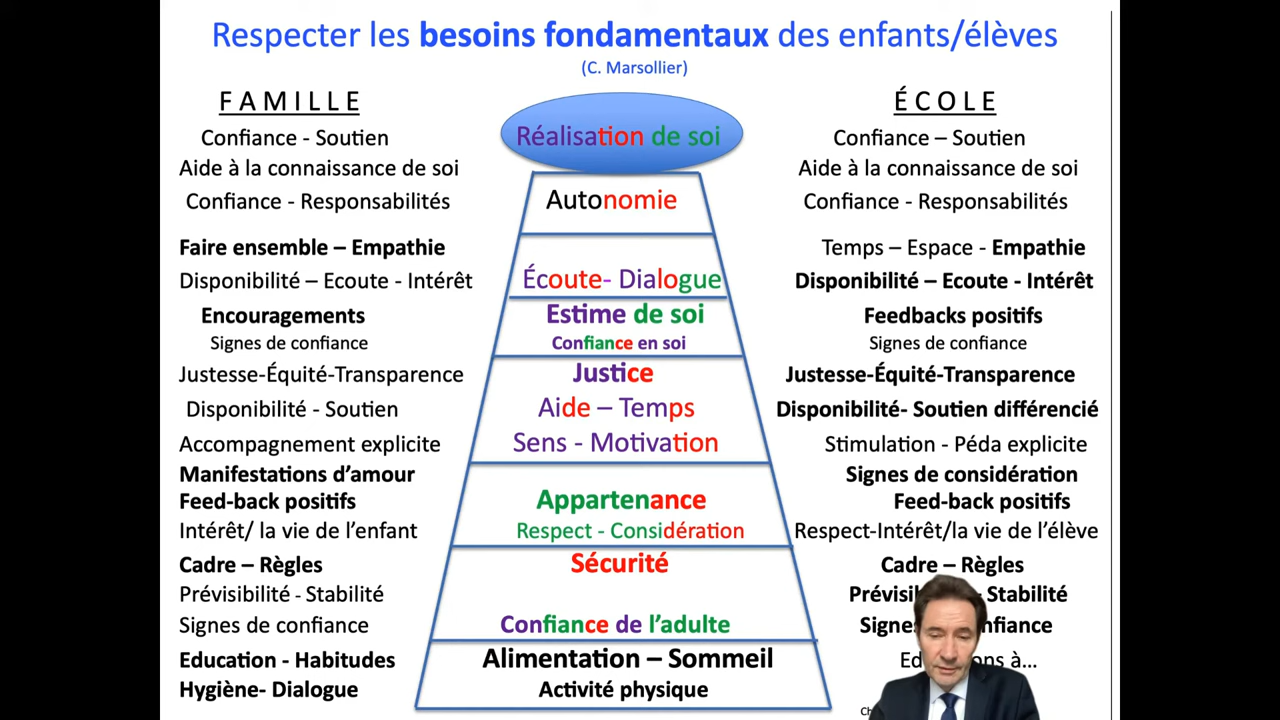 Respecter les besoins fondamentaux des enfants/élèves
(C. Marsollier)
FAMILLE
Confiance - Soutien
Aide à la connaissance de soi
Confiance - Responsabilités
Faire ensemble – Empathie
Disponibilité – Ecoute - Intérêt
Encouragements
Signes de confiance
Justesse-Équité-Transparence
Disponibilité - Soutien
Accompagnement explicite
Manifestations d’amour
Feed-back positifs
Intérêt/ la vie de l’enfant
Cadre – Règles
Prévisibilité - Stabilité
Signes de confiance
Education - Habitudes
Hygiène- Dialogue
Réalisation de soi
Autonomie
Écoute- Dialogue
Estime de soi
Confiance en soi
Justice
Aide – Temps
Sens - Motivation
Appartenance
Respect - Considération
Sécurité
Confiance de l’adulte
Alimentation – Sommeil
Activité physique
ÉCOLE
Confiance – Soutien
Aide à la connaissance de soi
Confiance - Responsabilités
Temps – Espace - Empathie
Disponibilité – Ecoute - Intérêt
Feedbacks positifs
Signes de confiance
Justesse-Équité-Transparence
Disponibilité- Soutien différencié
Stimulation - Péda explicite
Signes de considération
Feed-back positifs
Respect-Intérêt/la vie de l’élève
Cadre – Règles
Stabilité
à…